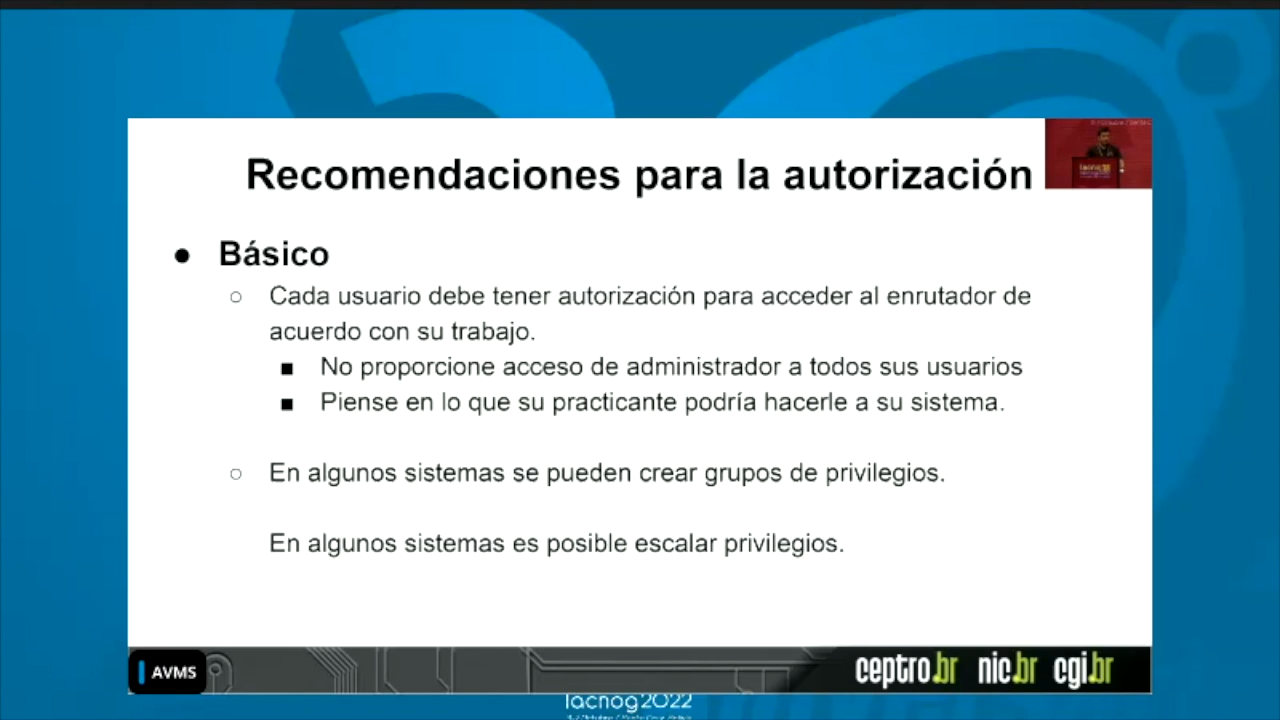 Recomendaciones para la autorización
● Básico
○ Cada usuario debe tener autorización para acceder al enrutador de
acuerdo con su trabajo.
■ No proporcione acceso de administrador a todos sus usuarios
■ Piense en lo que su practicante podría hacerle a su sistema.
○ En algunos sistemas se pueden crear grupos de privilegios.
En algunos sistemas es posible escalar privilegios.
AVMS
ceptro.br nic.br cgi.br
lacnog2022